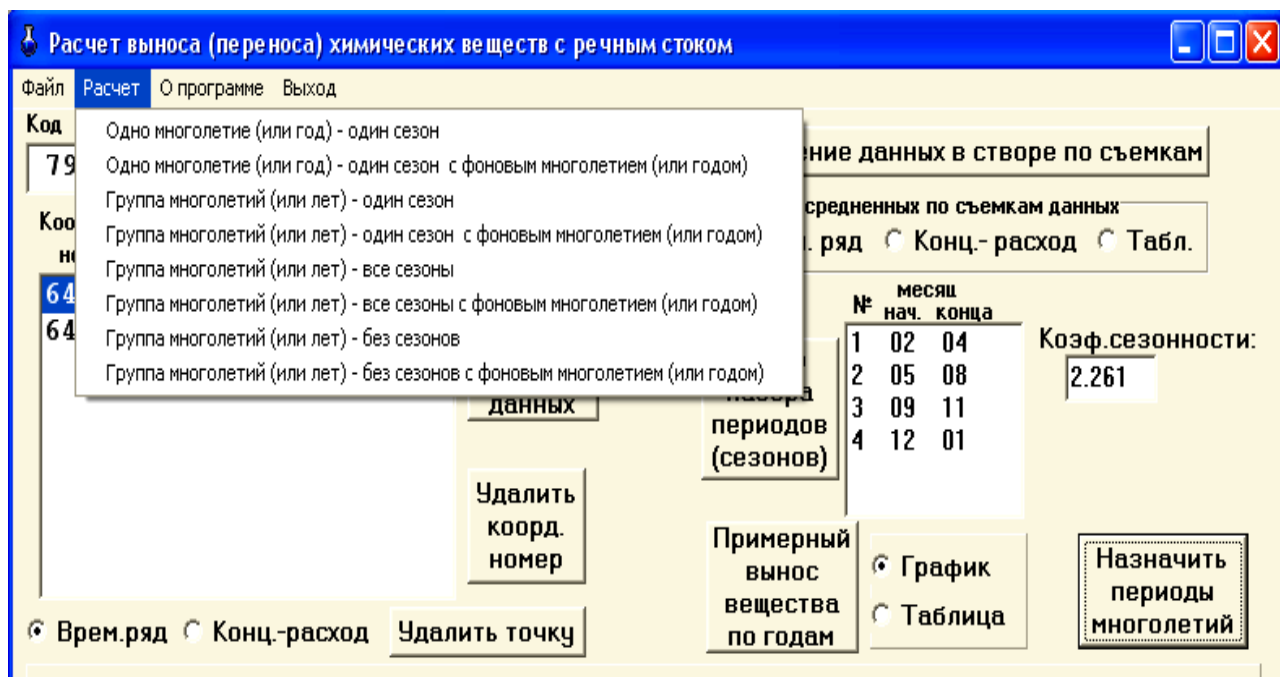 Расчет выноса (переноса) химических веществ с речным стоком
Файл Расчет О программе Выход
Код
79
Одно многолетие (или год) - один сезон
Одно многолетие (или год) - один сезон с фоновым многолетием (или годом)
Группа многолетий (или лет) - один сезон
Группа многолетий (или лет) - один сезон с фоновым многолетием (или годом)
Группа многолетий (или лет) - все сезоны
Группа многолетий (или лет) - все сезоны с фоновым многолетием (или годом)
Группа многолетий (или лет) - без сезонов
Группа многолетий (или лет) - без сезонов с фоновым многолетием (или годом)
данных в створе по съемкам
по съемкам данных
ряд Конц.- расход Табл.
64
64
данных
Удалить
коорд.
номер
периодов
(сезонов)
№ месяц
нач. конца
1 02 04
2 05 08
3 09 11
4 12 01
Коэф.сезонности:
2.261
Примерный
вынос
вещества
по годам
График
Таблица
Назначить
периоды
многолетий
Врем.ряд Конц.-расход Удалить точку